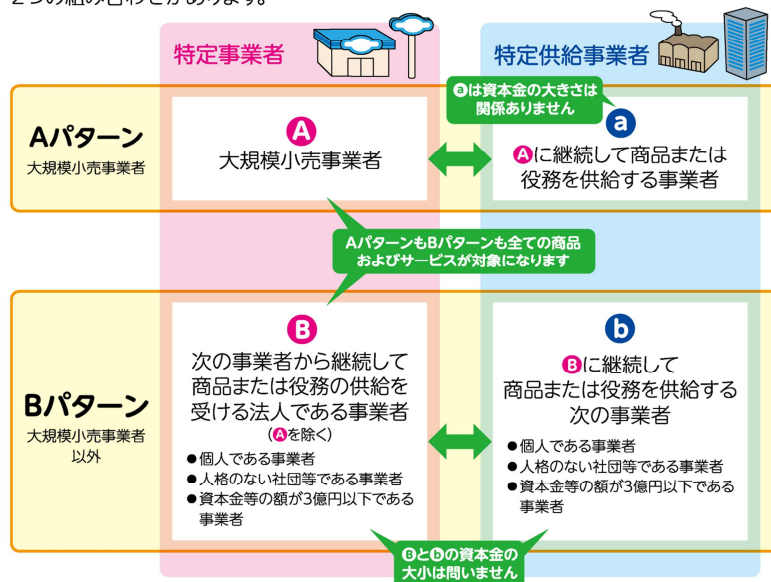 2つの組み合わせがあります。
特定事業者
特定供給事業者
ⓐは資本金の大きさは
関係ありません
Aパターン
大規模小売事業者
A
大規模小売事業者
a
Aに継続して商品または
役務を供給する事業者
AパターンもBパターンも全ての商品
およびサービスが対象になります
Bパターン
大規模小売事業者
以外
B
次の事業者から継続して
商品または役務の供給を
受ける法人である事業者
(Aを除く)
●個人である事業者
●人格のない社団等である事業者
●資本金等の額が3億円以下である
事業者
b
Bに継続して
商品または役務を供給する
次の事業者
●個人である事業者
●人格のない社団等である事業者
●資本金等の額が3億円以下である
事業者
Bとbの資本金の
大小は問いません